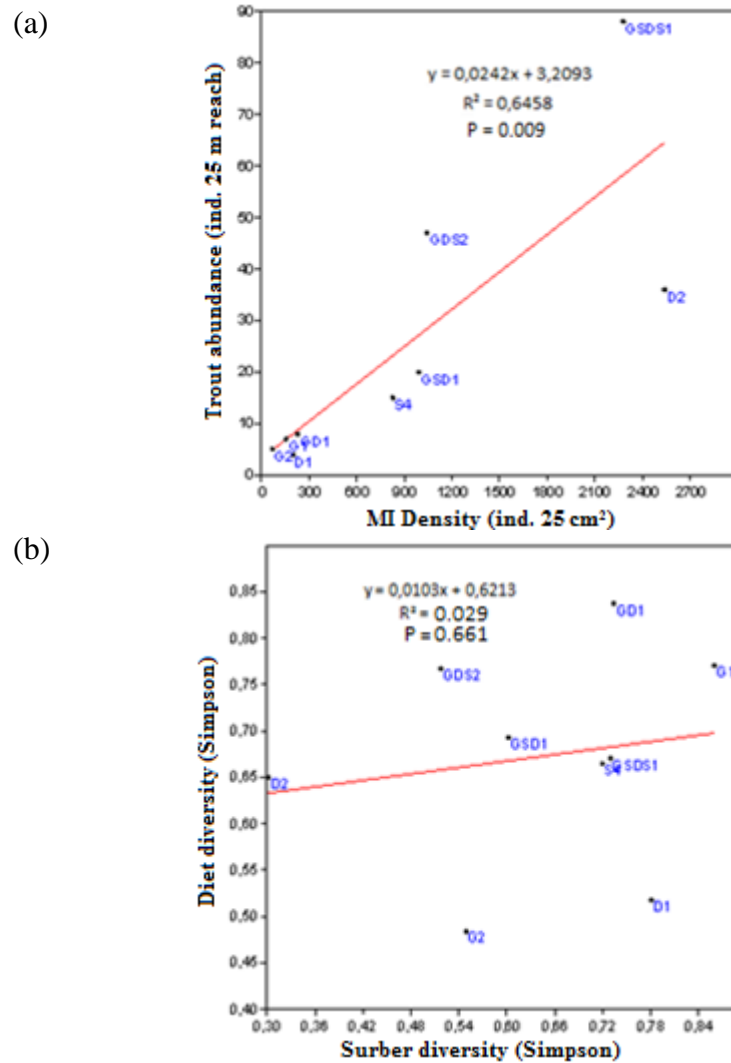 (a)
Trout abundance (ind. 25 m reach)
90
80
70
60
50
40
30
20
10
0
y = 0,0242x + 3,2093
R² = 0,6458
P = 0.009
GSDS1
GDS2
D2
GSD1
S4
GD1
G1
G2
D1
0 300 600 900 1200 1500 1800 2100 2400 2700
MI Density (ind. 25 cm²)
(b)
Diet diversity (Simpson)
0,85
0,80
0,75
0,70
0,65
0,60
0,55
0,50
0,45
0,40
y = 0,0103x + 0,6213
R² = 0.029
P = 0.661
GD1
GDS2
G1
GSD1
GSDS1
S4
D2
D1
G2
0,30 0,36 0,42 0,48 0,54 0,60 0,66 0,72 0,78 0,84
Surber diversity (Simpson)